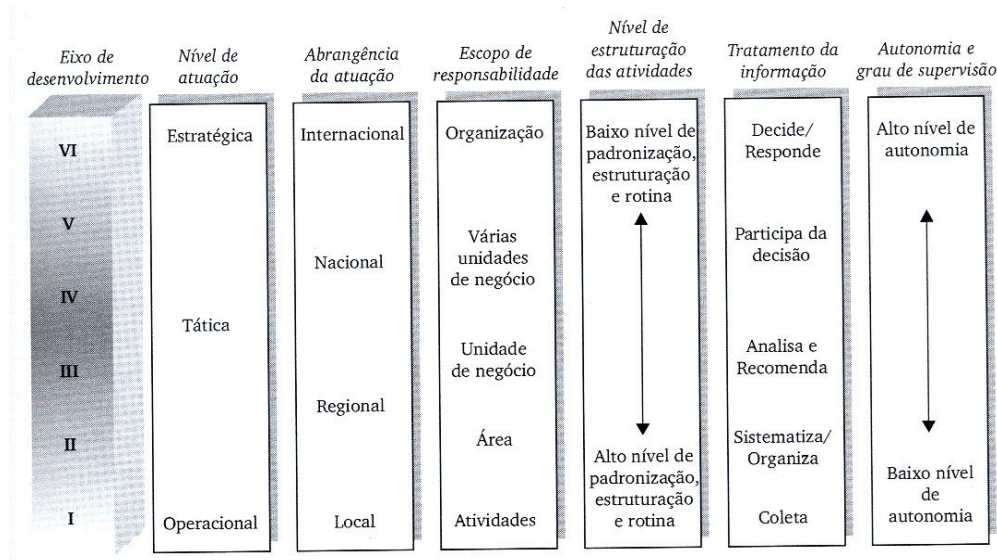 Eixo de
desenvolvimento
VI
V
IV
III
II
I
Nível de
atuação
Estratégica
Tática
Operacional
Abrangência
da atuação
Internacional
Nacional
Regional
Local
Escopo de
responsabilidade
Organização
Várias
unidades
de negócio
Unidade
de negócio
Área
Atividades
Nível de
estruturação
das atividades
Baixo nível de
padronização,
estruturação
e rotina
Alto nível de
padronização,
estruturação
e rotina
Tratamento da
informação
Decide/
Responde
Participa da
decisão
Analisa e
Recomenda
Sistematiza/
Organiza
Coleta
Autonomia e
grau de supervisão
Alto nível de
autonomia
Baixo nível
de
autonomia